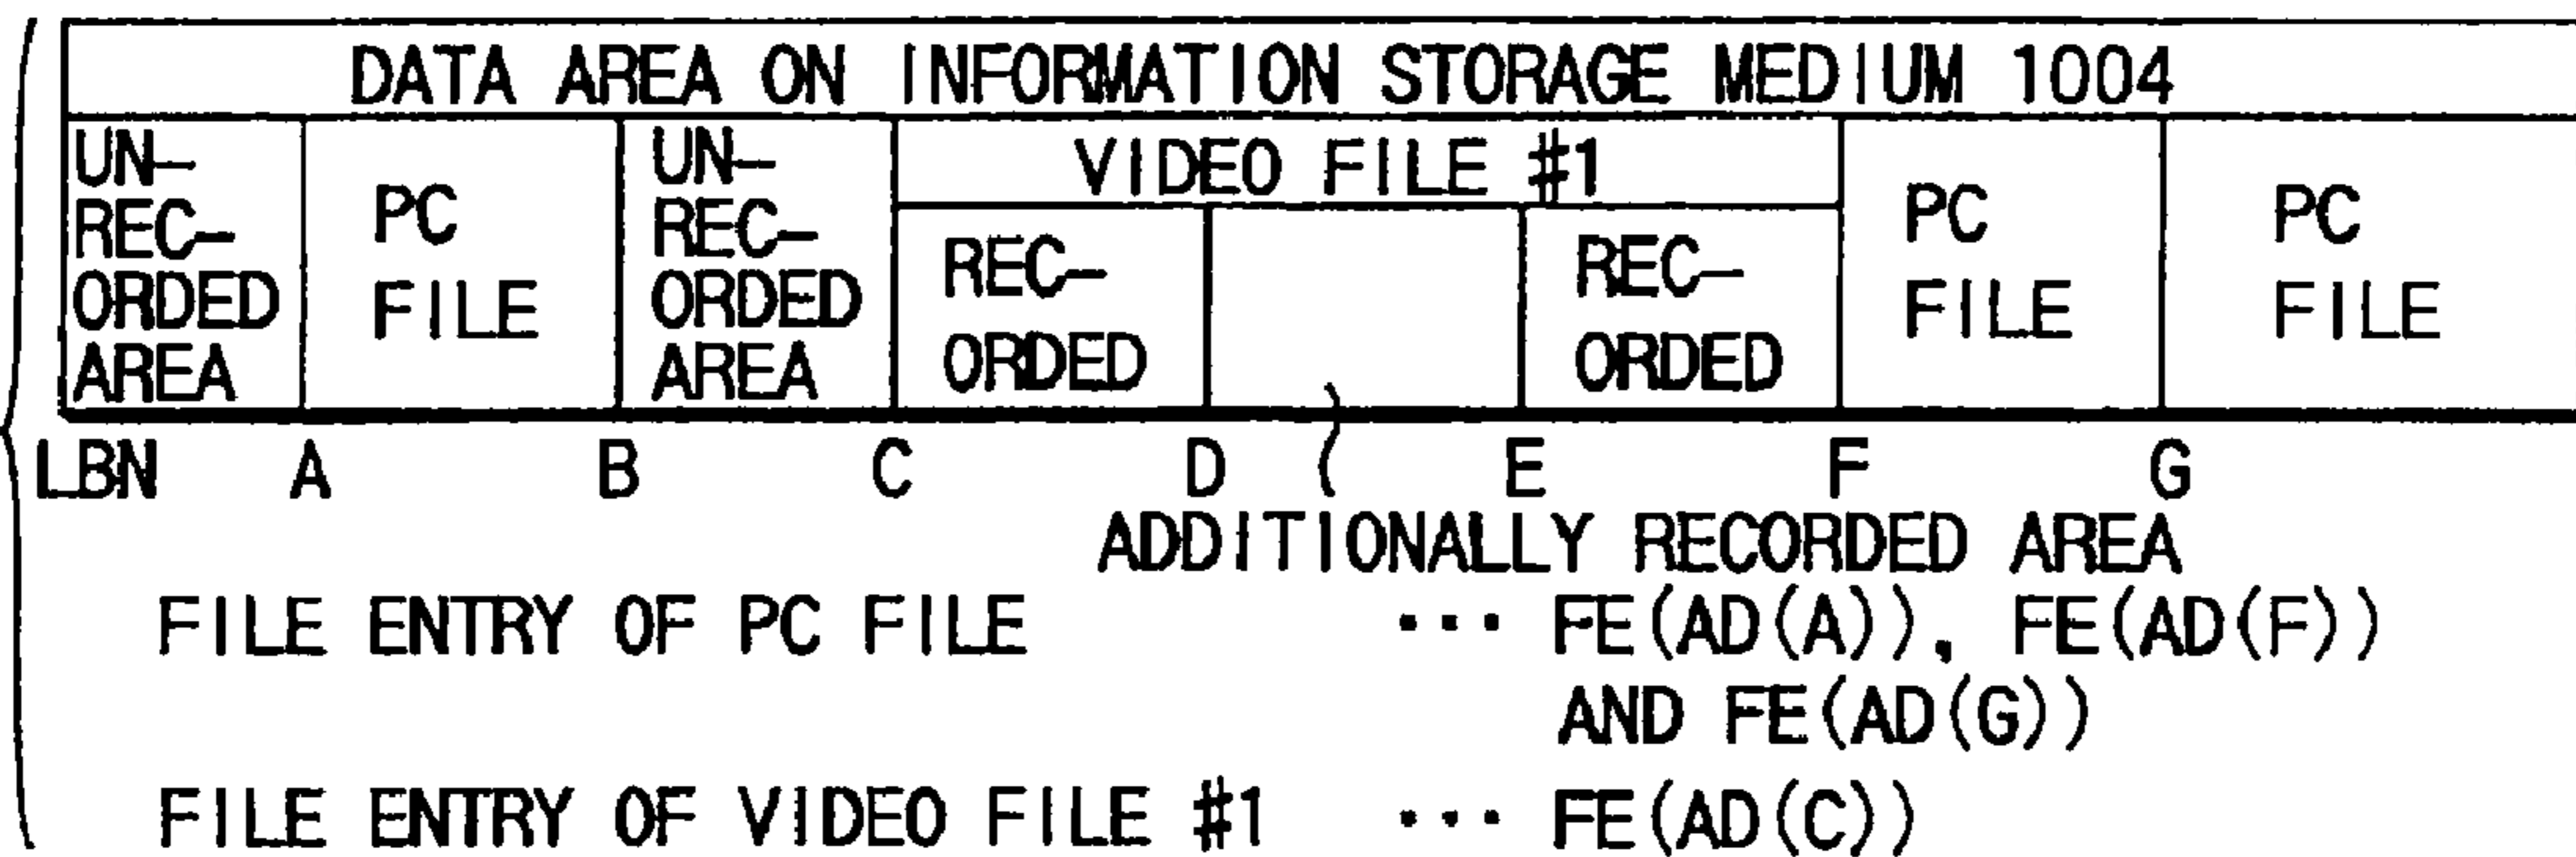 DATA AREA ON INFORMATION STORAGE MEDIUM 1004
UN-
REC-
ORDED
AREA
PC
FILE
UN-
REC-
ORDED
AREA
VIDEO FILE #1
REC-
ORDED
REC-
ORDED
PC
FILE
PC
FILE
LBN A B C D E F G
ADDITIONALLY RECORDED AREA
FILE ENTRY OF PC FILE ··· FE(AD(A)), FE(AD(F))
AND FE(AD(G))
FILE ENTRY OF VIDEO FILE #1 ··· FE(AD(C))